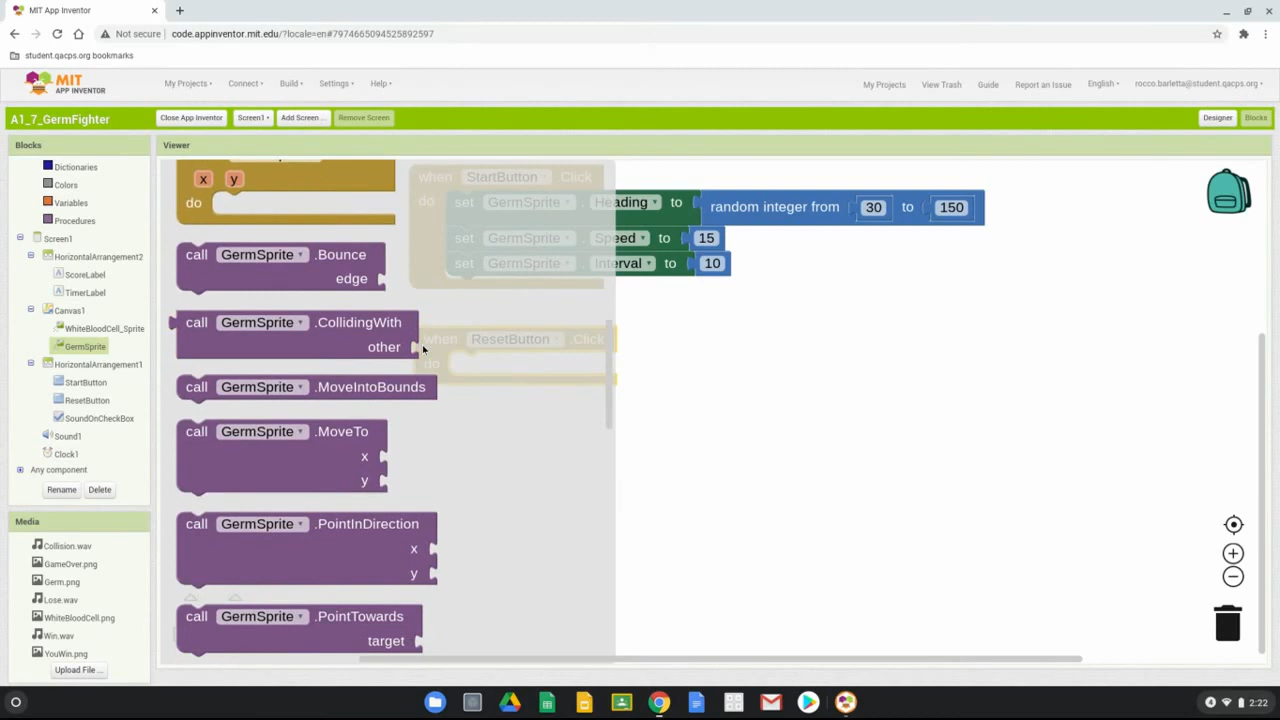 MIT App Inventor
Not secure code.appinventor.mit.edu/?locale=en#7974665094525892597
student.qacps.org bookmarks
MIT
APP INVENTOR
My Projects Connect Build Settings Help My Projects View Trash Guide Report an Issue English rocco.barletta@student.qacps.org
A1_7_GermFighter Close App Inventor Screen1 Add Screen ... Remove Screen Designer Blocks
Blocks
Dictionaries
Colors
Variables
Procedures
Screen1
HorizontalArrangement2
ScoreLabel
TimerLabel
Canvas1
WhiteBloodCell_Sprite
GermSprite
HorizontalArrangement1
StartButton
ResetButton
SoundOnCheckBox
Sound1
Clock1
Any component
Rename Delete
Media
Collision.wav
GameOver.png
Germ.png
Lose.wav
WhiteBloodCell.png
Win.wav
YouWin.png
Upload File ...
Viewer
x y
do
call GermSprite .Bounce
edge
call GermSprite .CollidingWith
other
call GermSprite .MoveIntoBounds
call GermSprite .MoveTo
x
y
call GermSprite .PointInDirection
x
y
call GermSprite .PointTowards
target
when StartButton .Click
do set GermSprite . Heading to random integer from 30 to 150
set GermSprite . Speed to 15
set GermSprite . Interval to 10
when ResetButton .Click
do
4 2:22